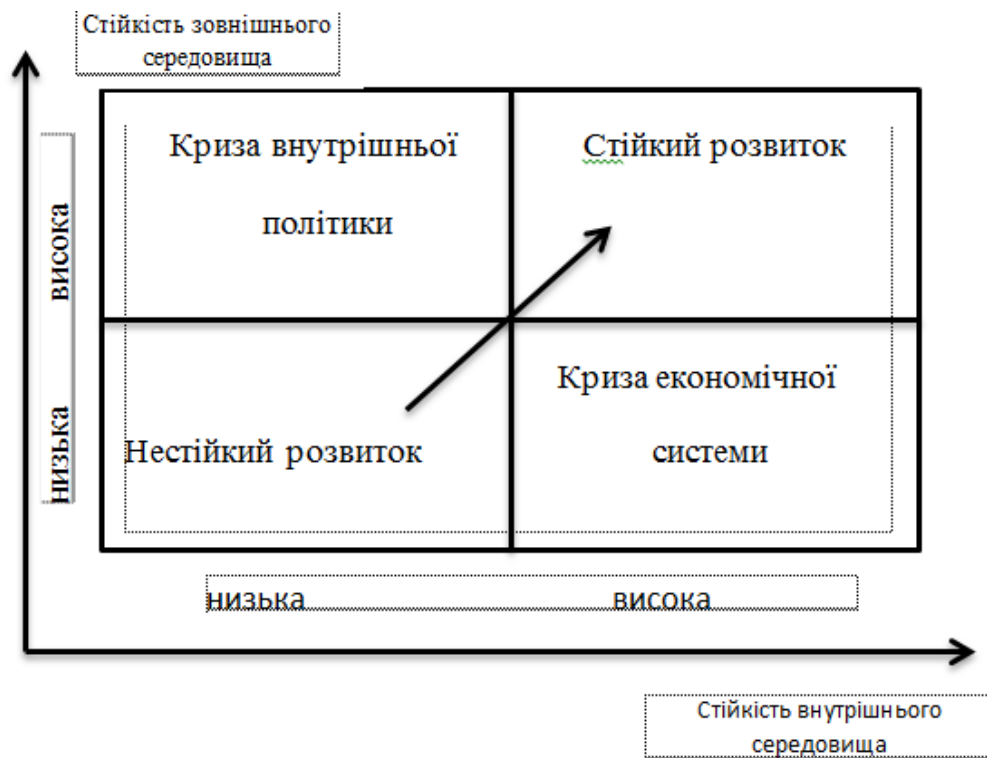 Стійкість зовнішнього
середовища
Криза внутрішньої
політики
Стійкий розвиток
висока
низька
Нестійкий розвиток
Криза економічної
системи
низька висока
Стійкість внутрішнього
середовища